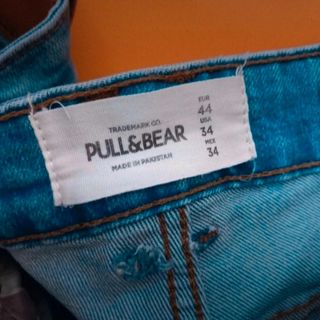 TRADEMARK CO.
PULL&BEAR
MADE IN PAKISTAN
EUR
44
USA
34
MEX
34